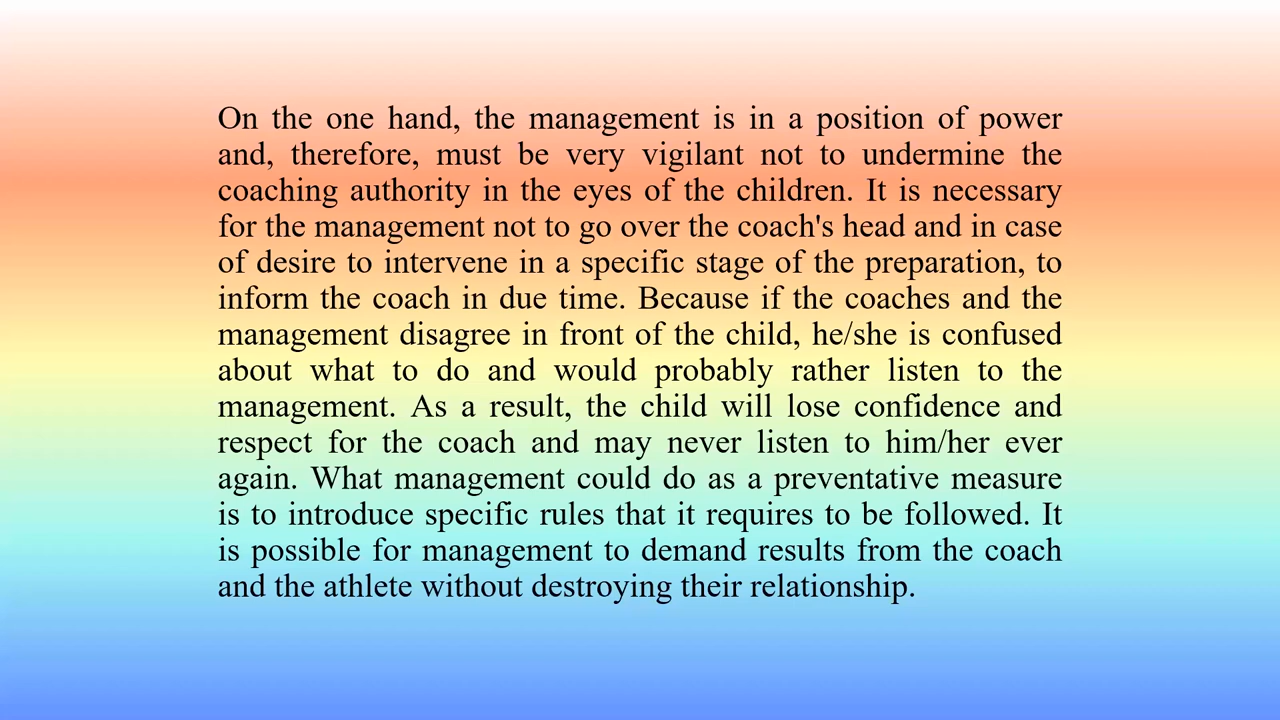 On the one hand, the management is in a position of power
and, therefore, must be very vigilant not to undermine the
coaching authority in the eyes of the children. It is necessary
for the management not to go over the coach's head and in case
of desire to intervene in a specific stage of the preparation, to
inform the coach in due time. Because if the coaches and the
management disagree in front of the child, he/she is confused
about what to do and would probably rather listen to the
management. As a result, the child will lose confidence and
respect for the coach and may never listen to him/her ever
again. What management could do as a preventative measure
is to introduce specific rules that it requires to be followed. It
is possible for management to demand results from the coach
and the athlete without destroying their relationship.